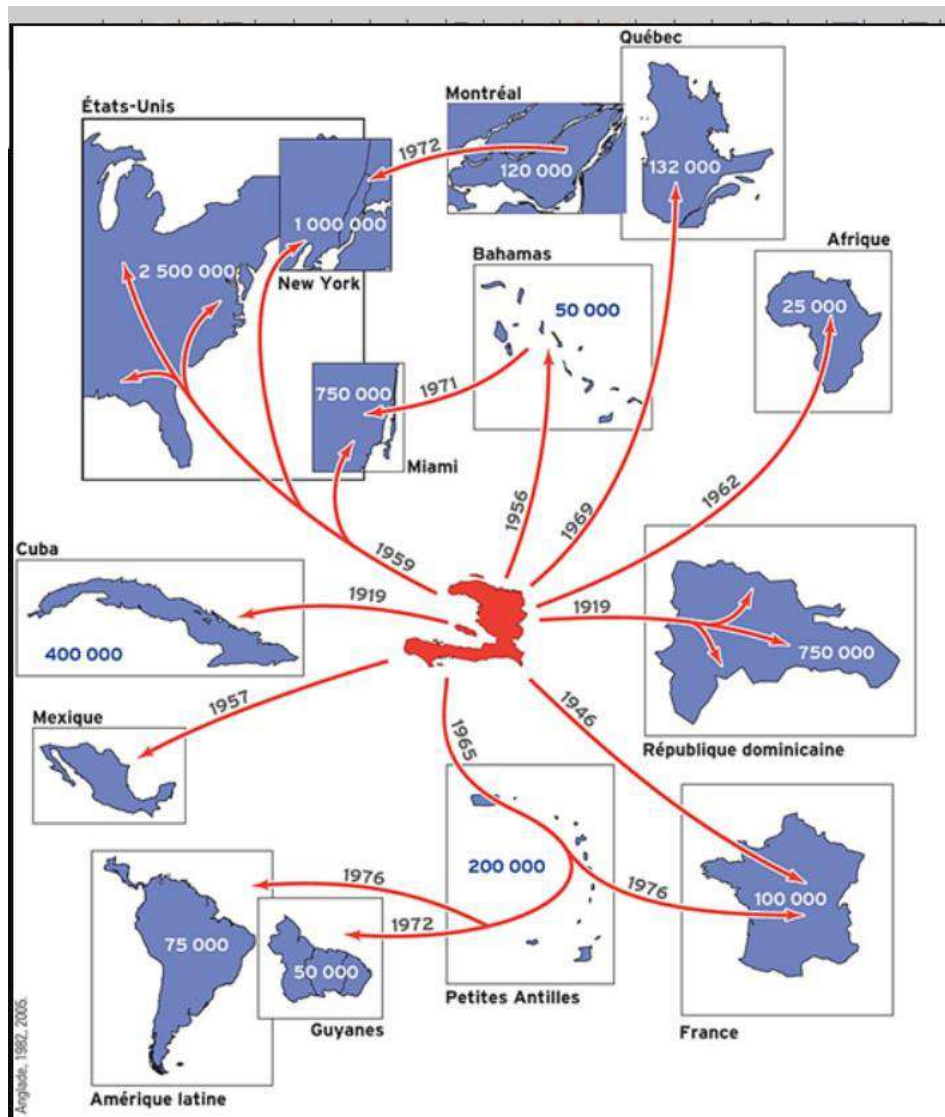 Québec
États-Unis
Montréal
1972
120 000
132 000
1 000 000
Afrique
Bahamas
2 500 000
New York
50 000
25 000
750 000
1971
Miami
1956
1969
1962
Cuba
1959
1919
1919
400 000
750 000
1957
Mexique
1946
1965
République dominicaine
200 000
1976
1976
100 000
1972
75 000
50 000
Petites Antilles
Guyanes
France
Amérique latine
Anglade, 1982, 2005.